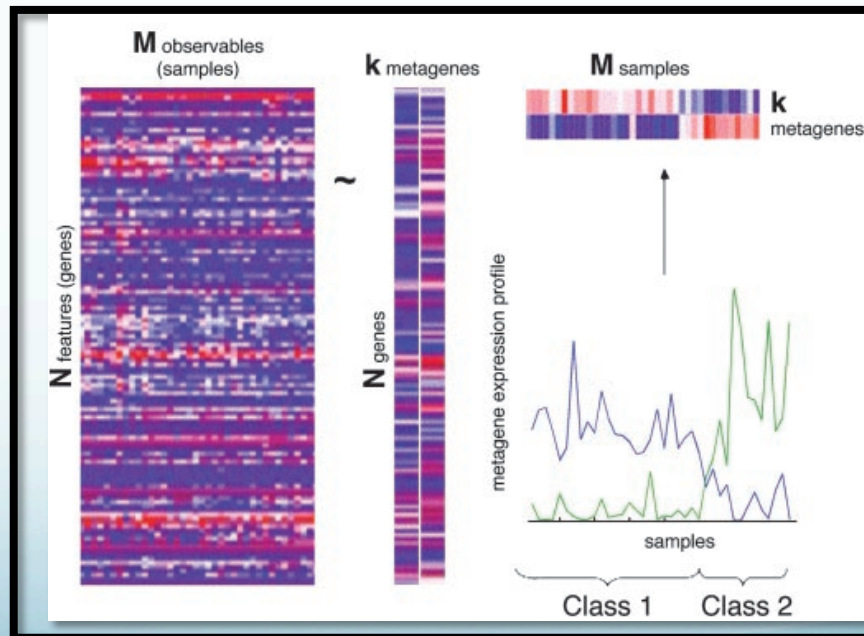 M observables
(samples)
N features (genes)
~
k metagenes
N genes
M samples
k
metagenes
metagene expression profile
samples
Class 1
Class 2